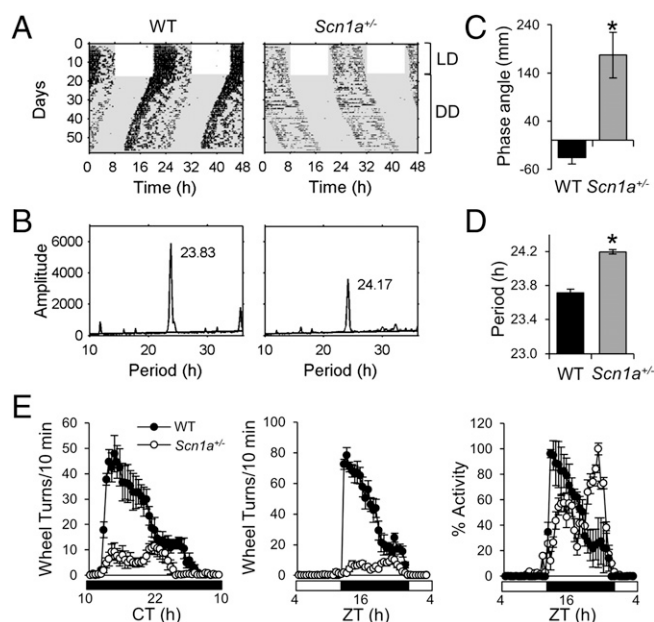 A
WT
Scn1a+/-
Days
0
10
20
30
40
50
LD
DD
0 8 16 24 32 40 48
0 8 16 24 32 40 48
Time (h)
Time (h)
B
Amplitude
6000
4000
2000
0
23.83
24.17
10 20 30
10 20 30
Period (h)
Period (h)
C
Phase angle (mm)
240
140
40
-60
*
WT Scn1a+/-
D
Period (h)
24.2
23.8
23.4
23.0
*
WT Scn1a+/-
E
Wheel Turns/10 min
60
50
40
30
20
10
0
WT
Scn1a+/-
10 22 10
CT (h)
Wheel Turns/10 min
100
80
60
40
20
0
4 16 4
ZT (h)
% Activity
120
100
80
60
40
20
0
4 16 4
ZT (h)